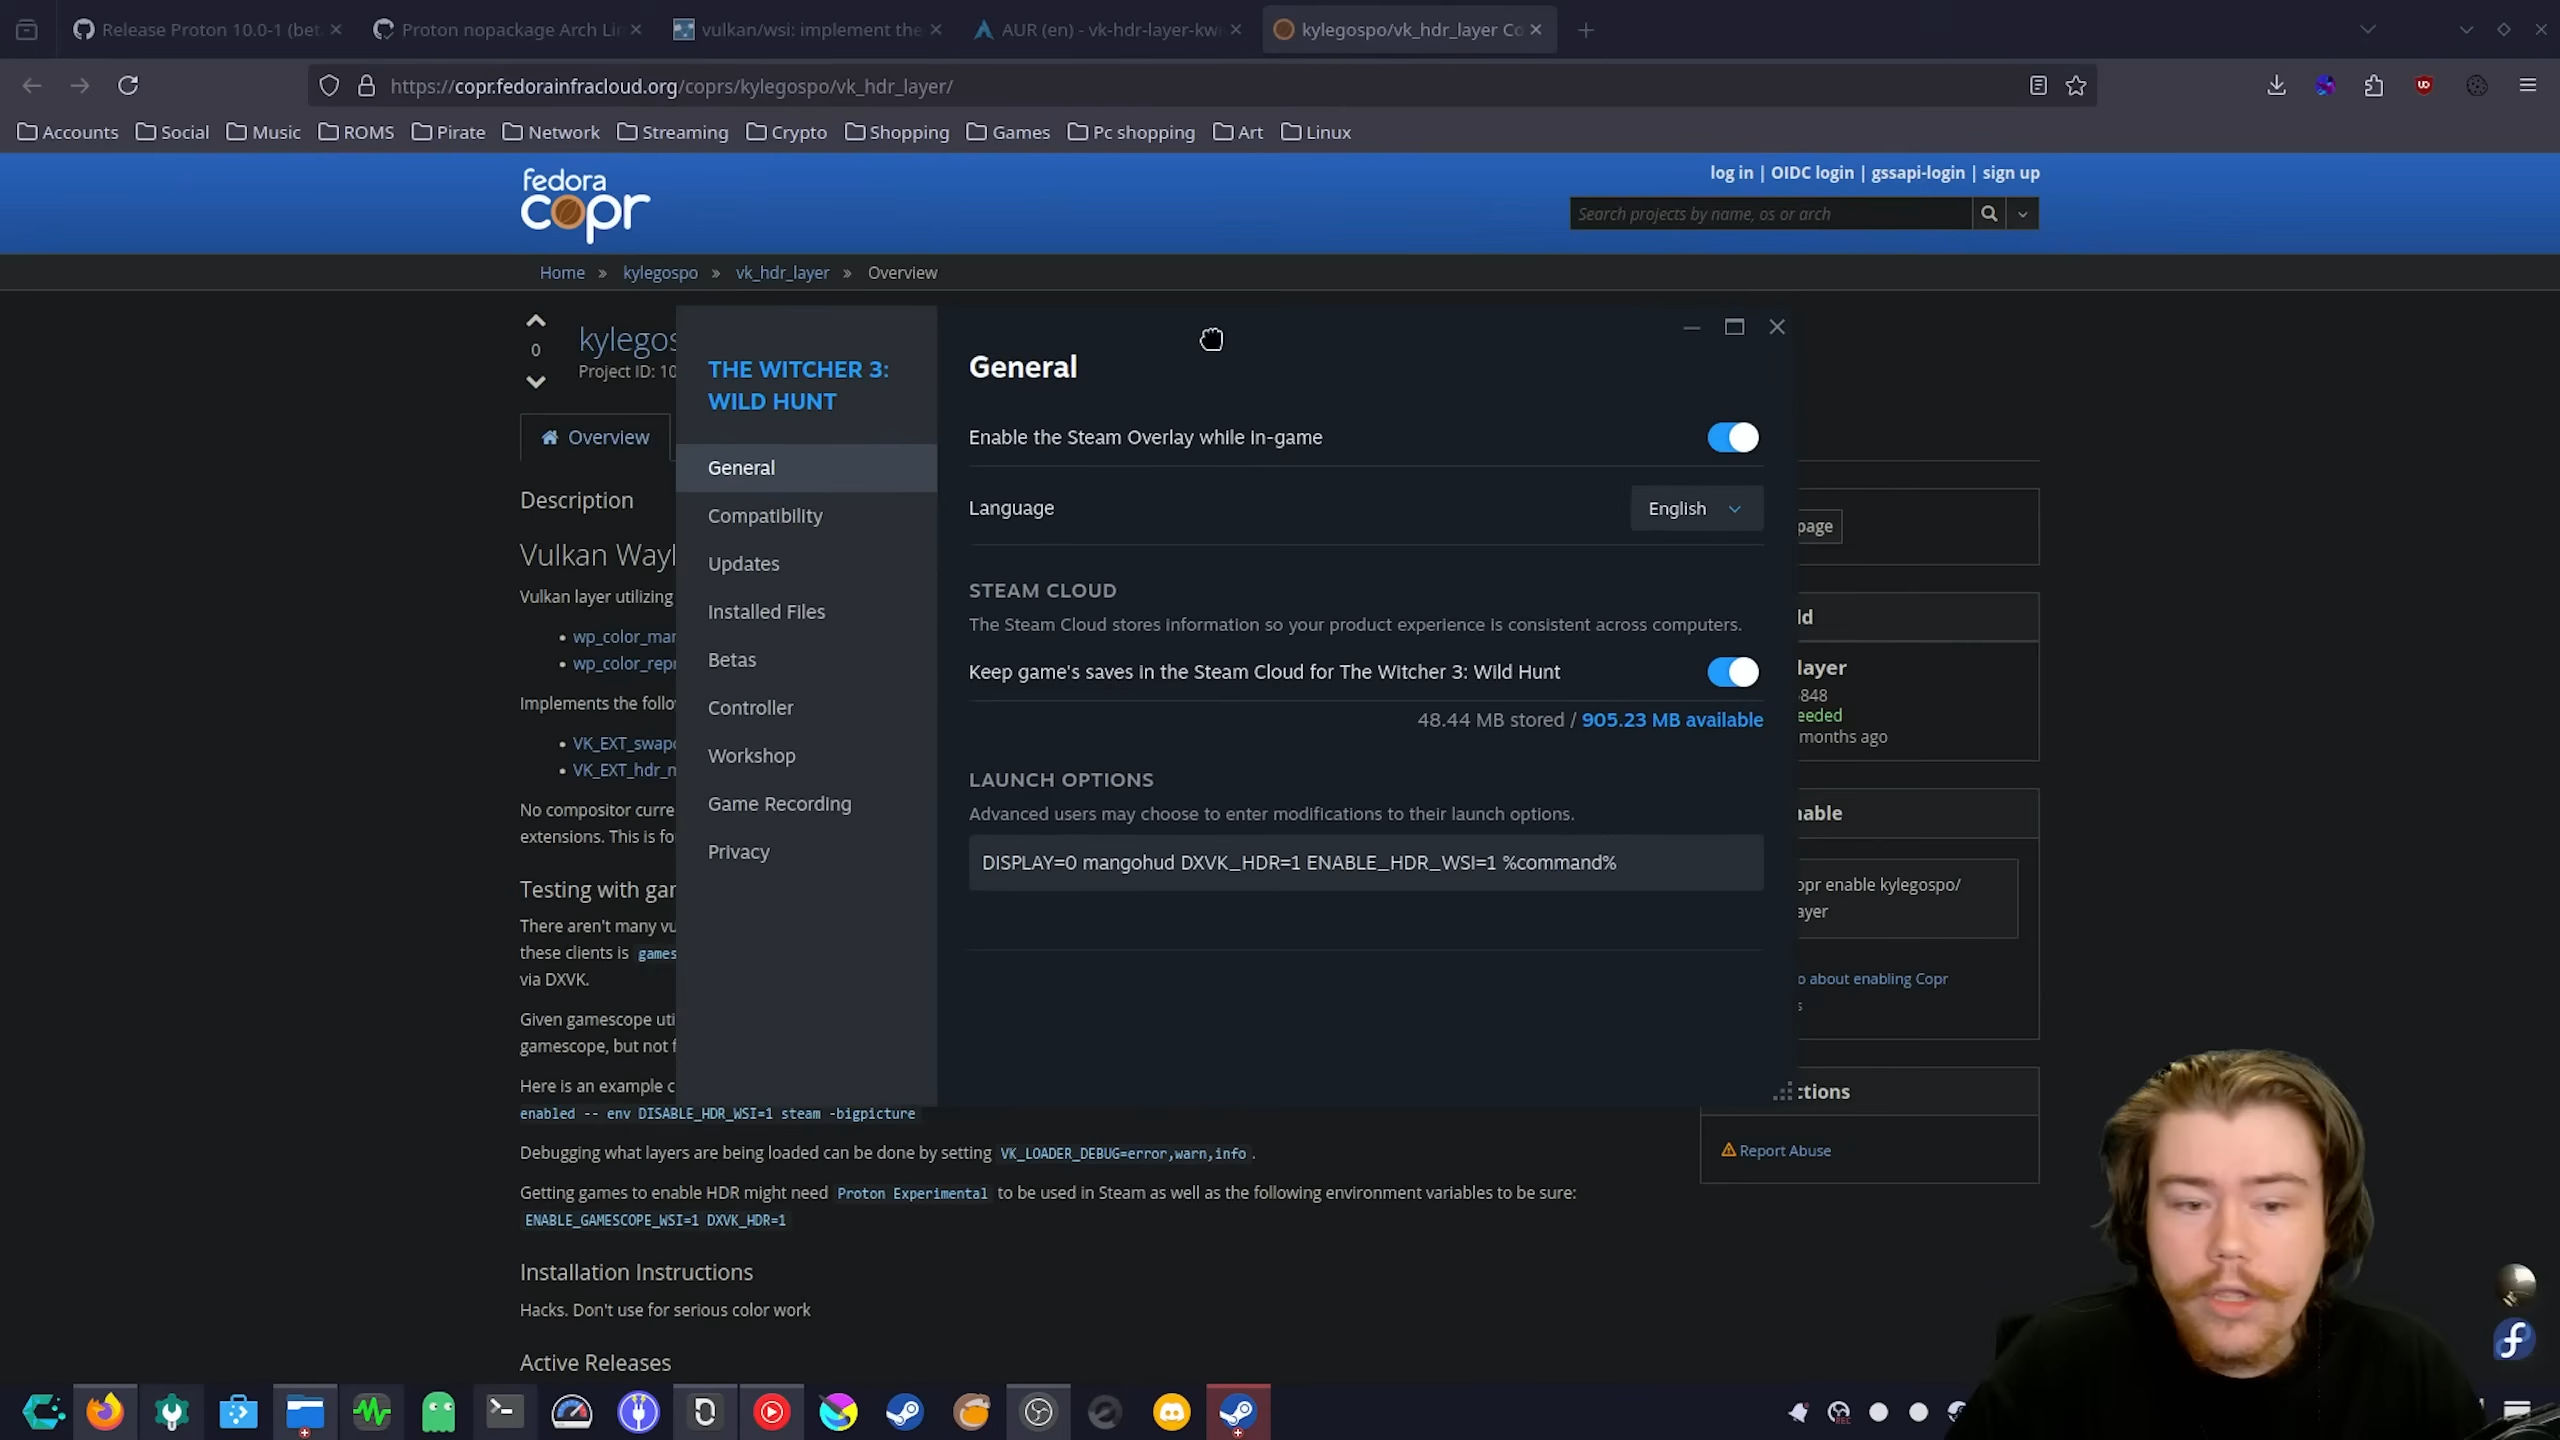 Release Proton 10.0-1 (bet
Proton nopackage Arch Li
vulkan/wsi: implement the
AUR (en) - vk-hdr-layer-kw
kylegospo/vk_hdr_layer Co
https://copr.fedorainfracloud.org/coprs/kylegospo/vk_hdr_layer/
Accounts
Social
Music
ROMS
Pirate
Network
Streaming
Crypto
Shopping
Games
Pc shopping
Art
Linux
fedora
copr
log in | OIDC login | gssapi-login | sign up
Search projects by name, os or arch
Home » kylegospo » vk_hdr_layer » Overview
0
kylegos
Project ID: 10
Overview
Description
Vulkan Wayl
Vulkan layer utilizing
• wp_color_mar
• wp_color_repr
Implements the follo
• VK_EXT_swapc
• VK_EXT_hdr_m
No compositor curre
extensions. This is fo
Testing with gar
There aren't many vu
these clients is games
via DXVK.
Given gamescope uti
gamescope, but not f
Here is an example c
enabled -- env DISABLE_HDR_WSI=1 steam -bigpicture
Debugging what layers are being loaded can be done by setting VK_LOADER_DEBUG=error,warn,info .
Getting games to enable HDR might need Proton Experimental to be used in Steam as well as the following environment variables to be sure:
ENABLE_GAMESCOPE_WSI=1 DXVK_HDR=1
Installation Instructions
Hacks. Don't use for serious color work
Active Releases
THE WITCHER 3:
WILD HUNT
General
Compatibility
Updates
Installed Files
Betas
Controller
Workshop
Game Recording
Privacy
General
Enable the Steam Overlay while in-game
Language
English
STEAM CLOUD
The Steam Cloud stores information so your product experience is consistent across computers.
Keep game's saves in the Steam Cloud for The Witcher 3: Wild Hunt
48.44 MB stored / 905.23 MB available
LAUNCH OPTIONS
Advanced users may choose to enter modifications to their launch options.
DISPLAY=0 mangohud DXVK_HDR=1 ENABLE_HDR_WSI=1 %command%
page
ld
layer
848
eeded
months ago
nable
opr enable kylegospo/
ayer
o about enabling Copr
s
ctions
Report Abuse